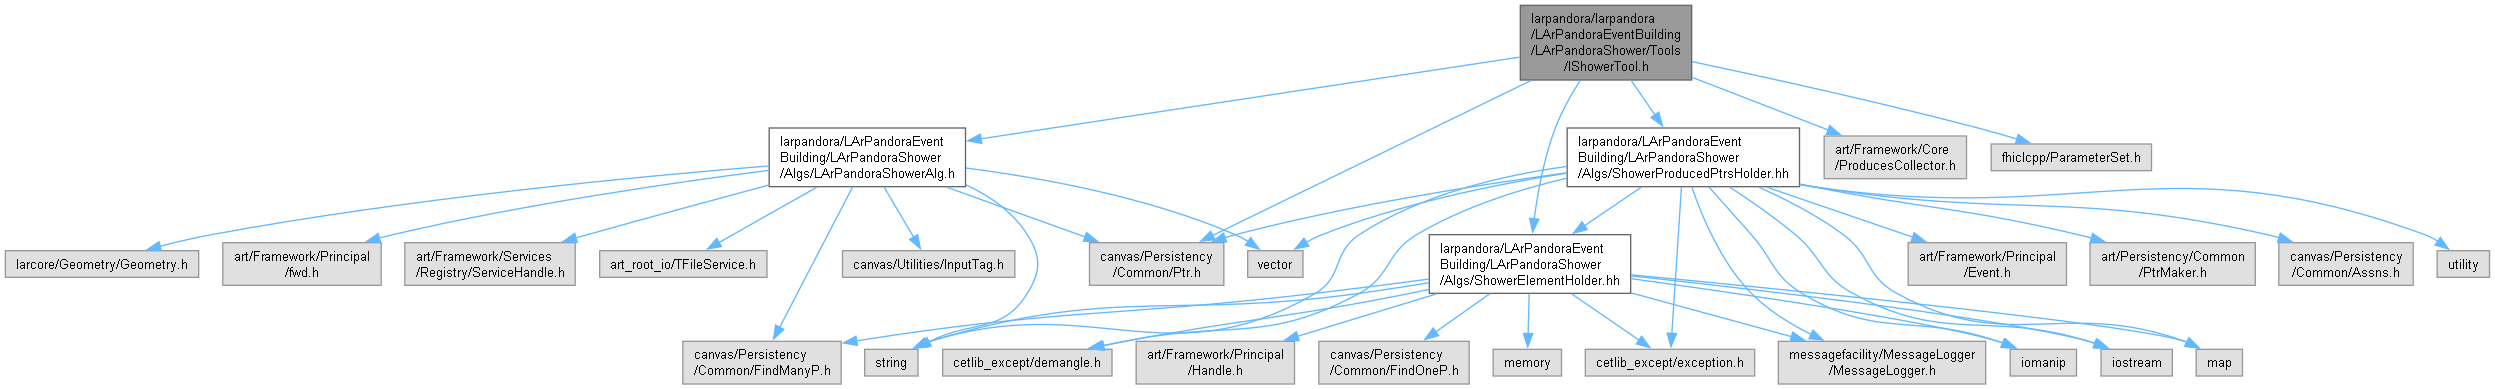 larpandora/larpandora
/LArPandoraEventBuilding
/LArPandoraShower/Tools
/IShowerTool.h
larpandora/LArPandoraEvent
Building/LArPandoraShower
/Algs/LArPandoraShowerAlg.h
larpandora/LArPandoraEvent
Building/LArPandoraShower
/Algs/ShowerProducedPtrsHolder.hh
art/Framework/Core
/ProducesCollector.h
fhiclcpp/ParameterSet.h
larcore/Geometry/Geometry.h
art/Framework/Principal
/fwd.h
art/Framework/Services
/Registry/ServiceHandle.h
art_root_io/TFileService.h
canvas/Utilities/InputTag.h
canvas/Persistency
/Common/Ptr.h
vector
larpandora/LArPandoraEvent
Building/LArPandoraShower
/Algs/ShowerElementHolder.hh
art/Framework/Principal
/Event.h
art/Persistency/Common
/PtrMaker.h
canvas/Persistency
/Common/Assns.h
utility
canvas/Persistency
/Common/FindManyP.h
string
cetlib_except/demangle.h
art/Framework/Principal
/Handle.h
canvas/Persistency
/Common/FindOneP.h
memory
cetlib_except/exception.h
messagefacility/MessageLogger
/MessageLogger.h
iomanip
iostream
map